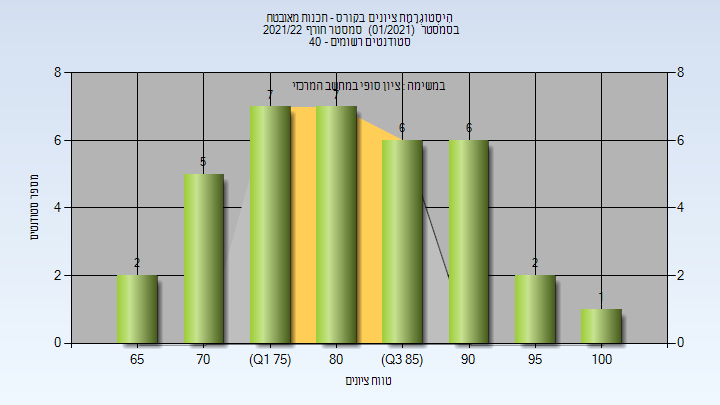 היסטוגרמת ציונים בקורס - תכנות מאובטח
בסמסטר (01/2021) סמסטר חורף 2021/22
סטודנטים רשומים - 40
במשימה : ציון סופי במחשב המרכזי
8 8
6 6
4 4
2 2
0 0
2 5 7 7 6 6 2 1
מספר סטודנטים
65 70 (Q1 75) 80 (Q3 85) 90 95 100
טווח ציונים